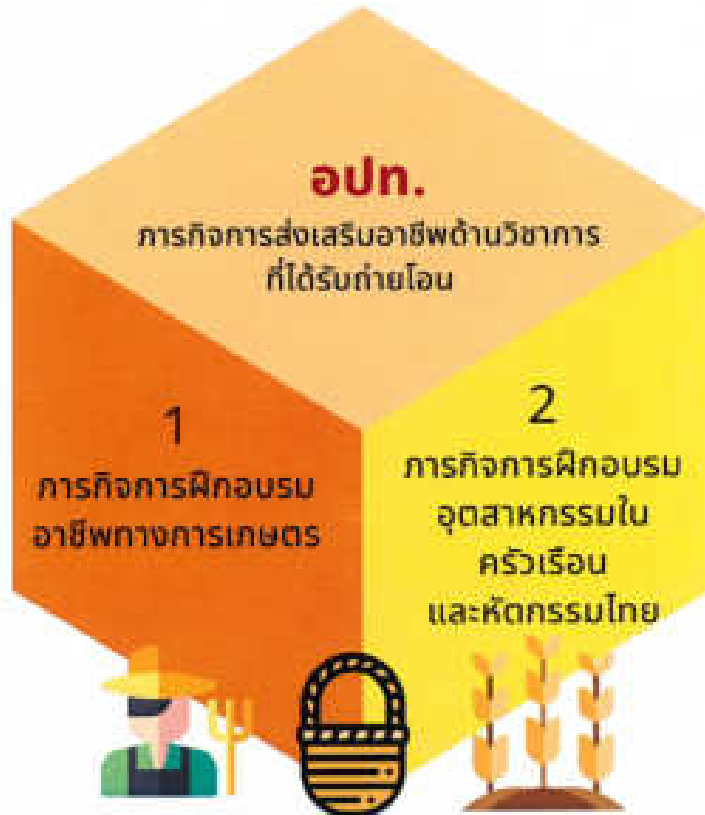 อปท.
ภารกิจการส่งเสริมอาชีพด้านวิชาการ
ที่ได้รับถ่ายโอน
1
ภารกิจการฝึกอบรม
อาชีพทางการเกษตร
2
ภารกิจการฝึกอบรม
อุตสาหกรรมใน
ครัวเรือน
และหัตกรรมไทย